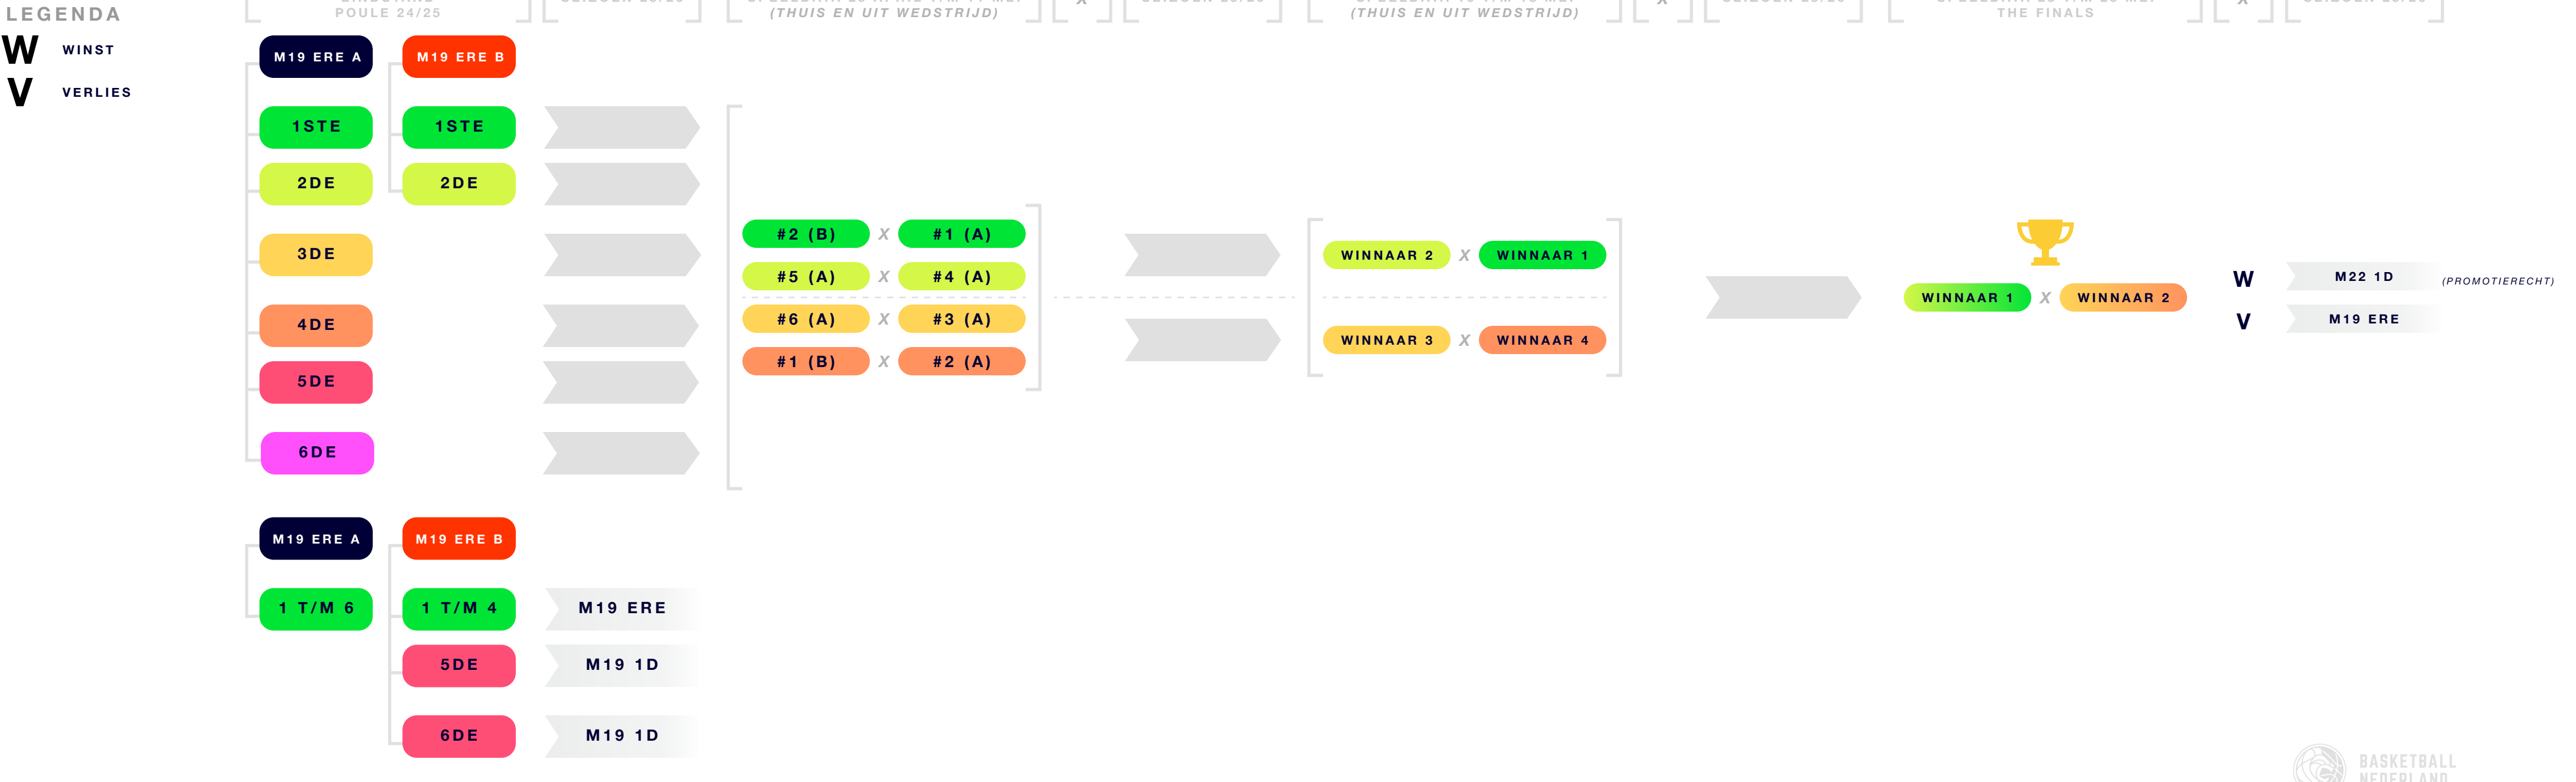 LEGENDA
W WINST
V VERLIES
POULE 24/25
(THUIS EN UIT WEDSTRIJD)
(THUIS EN UIT WEDSTRIJD)
THE FINALS
M19 ERE A M19 ERE B
1STE 1STE
2DE 2DE
3DE
4DE
5DE
6DE
#2 (B) X #1 (A)
#5 (A) X #4 (A)
#6 (A) X #3 (A)
#1 (B) X #2 (A)
WINNAAR 2 X WINNAAR 1
WINNAAR 3 X WINNAAR 4
WINNAAR 1 X WINNAAR 2
W M22 1D (PROMOTIERECHT)
V M19 ERE
M19 ERE A M19 ERE B
1 T/M 6 1 T/M 4 M19 ERE
5DE M19 1D
6DE M19 1D
BASKETBALL
NEDERLAND